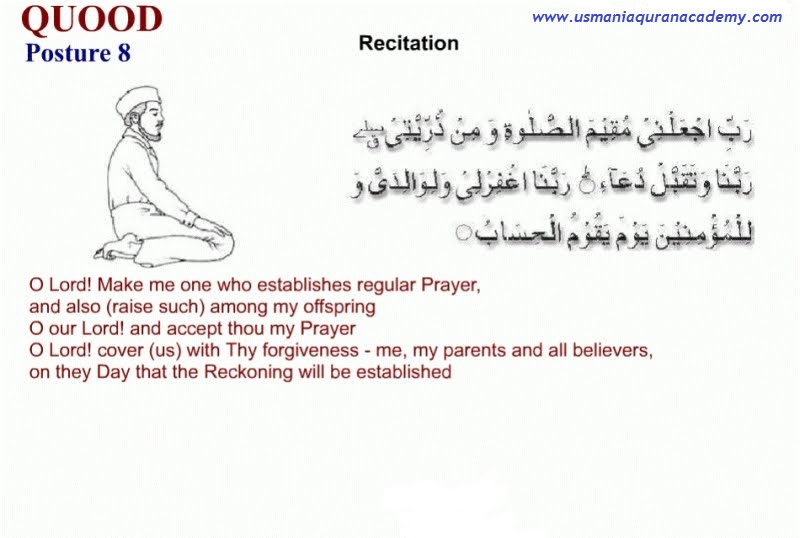 QUOOD
www.usmaniaquranacademy.com
Posture 8
Recitation
رَبِّ اجْعَلْنِیْ مُقِیْمَ الصَّلٰوةِ وَ مِنْ ذُرِّیَّتِیْ ۖق
رَبَّنَا وَتَقَبَّلْ دُعَآءِ۝ رَبَّنَا اغْفِرْلِیْ وَلِوَالِدَیَّ وَ
لِلْمُؤْمِنِیْنَ یَوْمَ یَقُوْمُ الْحِسَابُ۝
O Lord! Make me one who establishes regular Prayer,
and also (raise such) among my offspring
O our Lord! and accept thou my Prayer
O Lord! cover (us) with Thy forgiveness - me, my parents and all believers,
on they Day that the Reckoning will be established